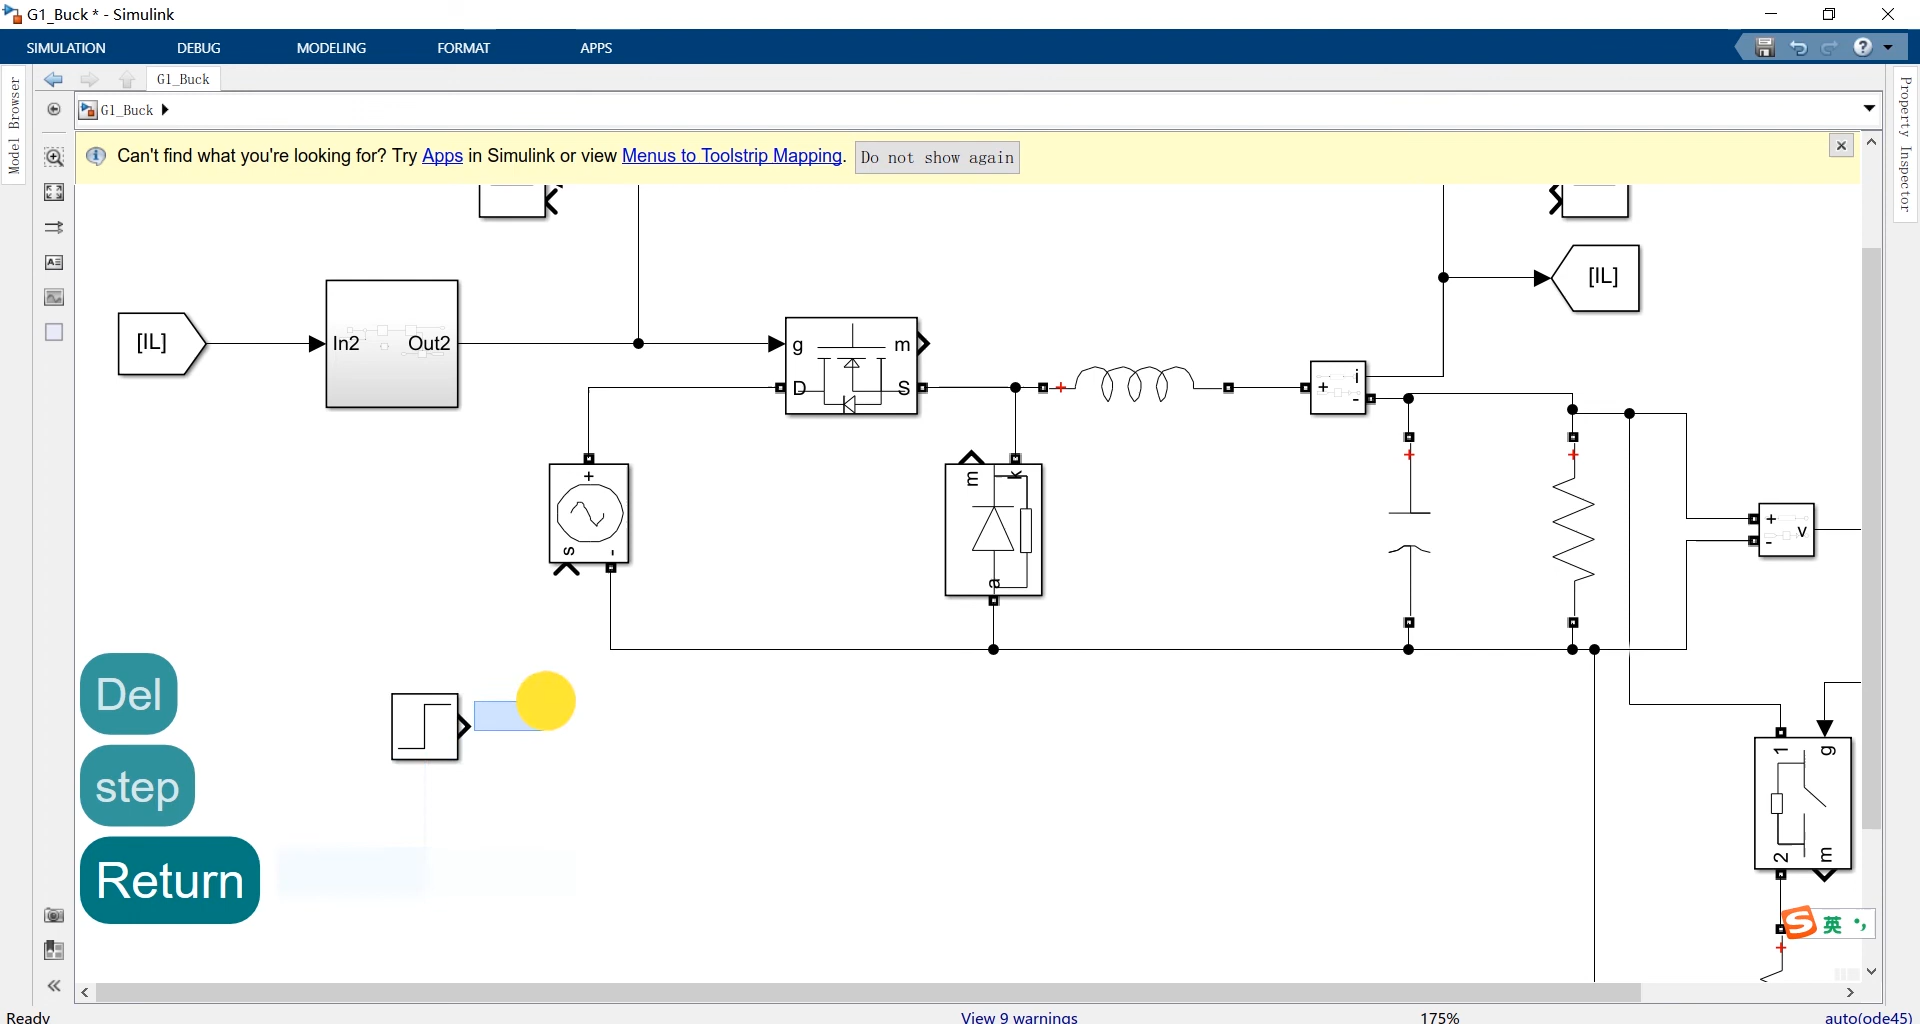 G1_Buck * - Simulink
SIMULATION
DEBUG
MODELING
FORMAT
APPS
?
Model Browser
G1_Buck
G1_Buck
Property Inspector
Can't find what you're looking for? Try Apps in Simulink or view Menus to Toolstrip Mapping.
Do not show again
[IL]
[IL]
In2
Out2
g
m
D
S
+
+
i
-
+
s
-
m
k
a
+
+
+
-
v
Del
step
Return
1
g
2
m
+
英
Ready
View 9 warnings
175%
auto(ode45)